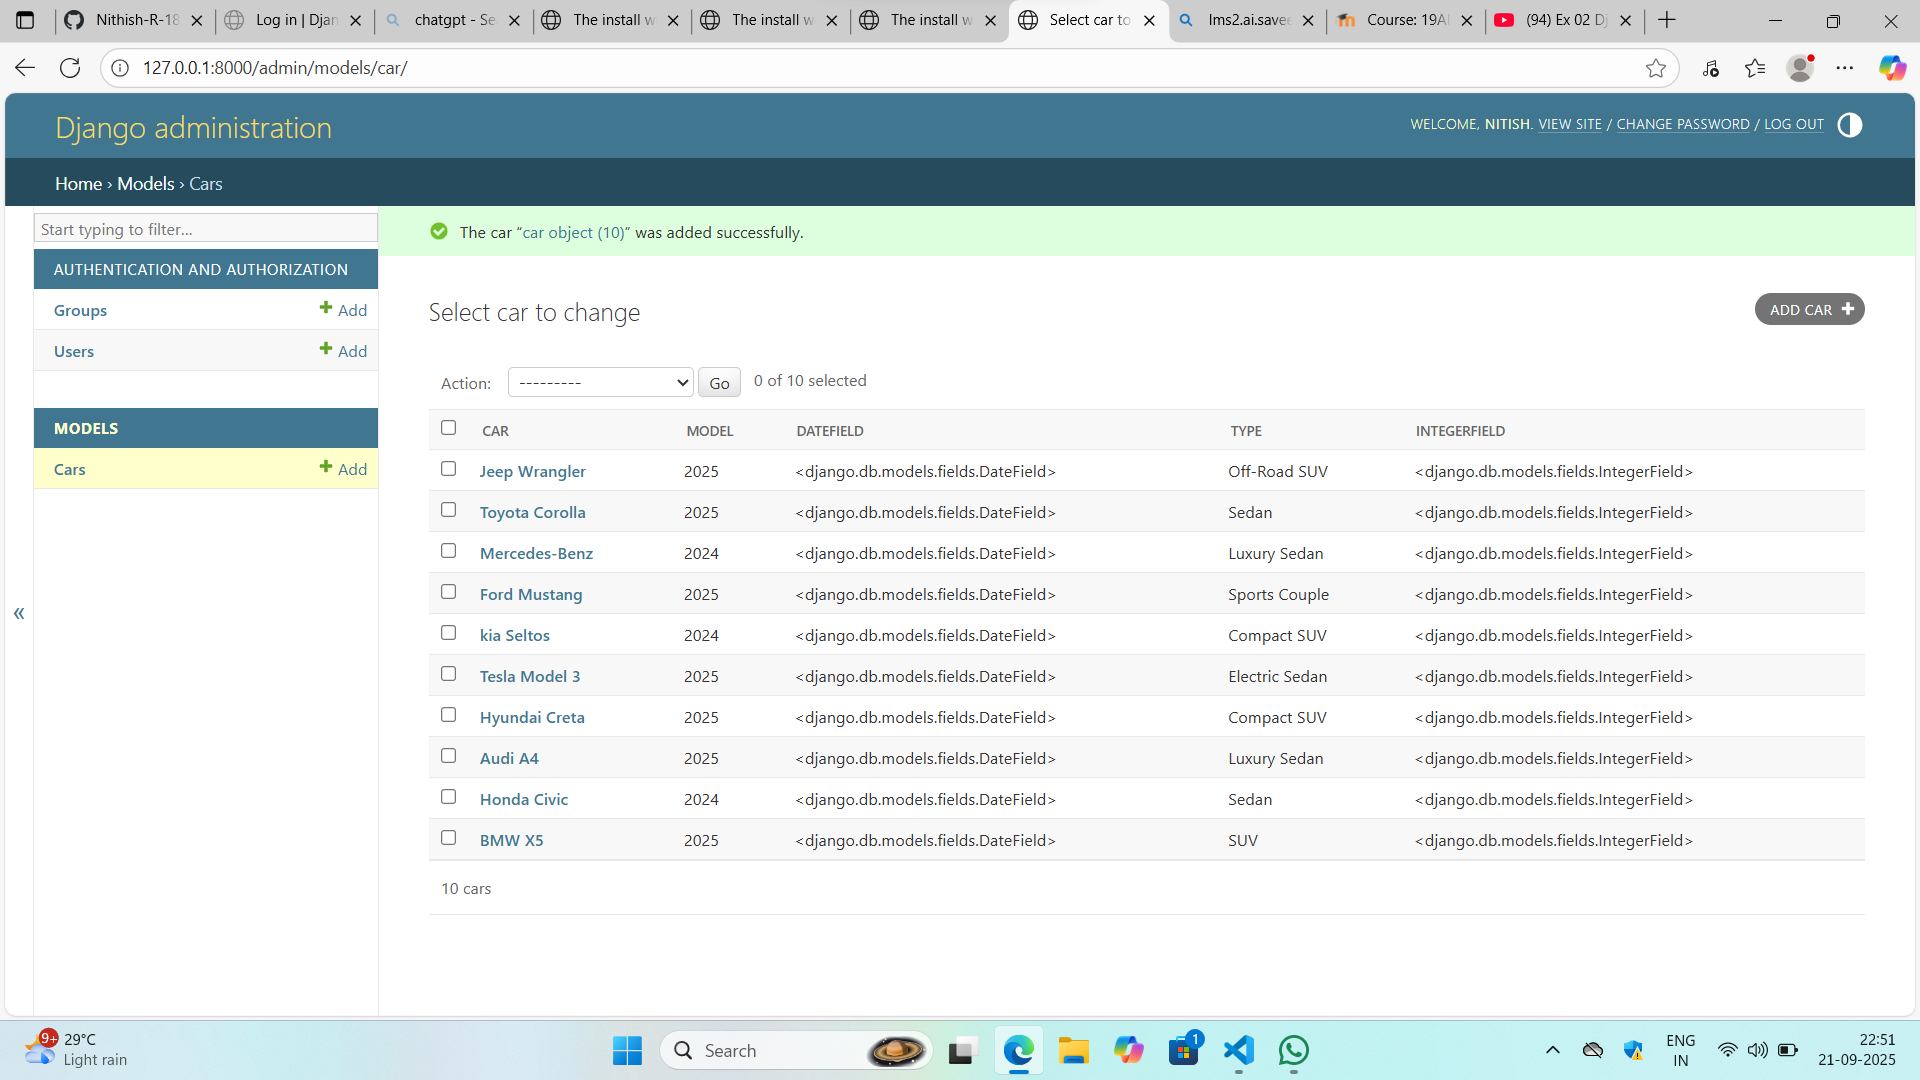 Nithish-R-18
Log in | Djan
chatgpt - Se
The install w
The install w
The install w
Select car to
lms2.ai.savee
Course: 19AI
(94) Ex 02 Dj
127.0.0.1:8000/admin/models/car/
Django administration
WELCOME, NITISH. VIEW SITE / CHANGE PASSWORD / LOG OUT
Home › Models › Cars
Start typing to filter...
The car “car object (10)” was added successfully.
AUTHENTICATION AND AUTHORIZATION
Groups Add
Users Add
MODELS
Cars Add
Select car to change
ADD CAR
Action: --------- Go 0 of 10 selected
CAR MODEL DATEFIELD TYPE INTEGERFIELD
Jeep Wrangler 2025 <django.db.models.fields.DateField> Off-Road SUV <django.db.models.fields.IntegerField>
Toyota Corolla 2025 <django.db.models.fields.DateField> Sedan <django.db.models.fields.IntegerField>
Mercedes-Benz 2024 <django.db.models.fields.DateField> Luxury Sedan <django.db.models.fields.IntegerField>
Ford Mustang 2025 <django.db.models.fields.DateField> Sports Couple <django.db.models.fields.IntegerField>
kia Seltos 2024 <django.db.models.fields.DateField> Compact SUV <django.db.models.fields.IntegerField>
Tesla Model 3 2025 <django.db.models.fields.DateField> Electric Sedan <django.db.models.fields.IntegerField>
Hyundai Creta 2025 <django.db.models.fields.DateField> Compact SUV <django.db.models.fields.IntegerField>
Audi A4 2025 <django.db.models.fields.DateField> Luxury Sedan <django.db.models.fields.IntegerField>
Honda Civic 2024 <django.db.models.fields.DateField> Sedan <django.db.models.fields.IntegerField>
BMW X5 2025 <django.db.models.fields.DateField> SUV <django.db.models.fields.IntegerField>
10 cars
«
9+
29°C
Light rain
Search
1
ENG
IN
22:51
21-09-2025